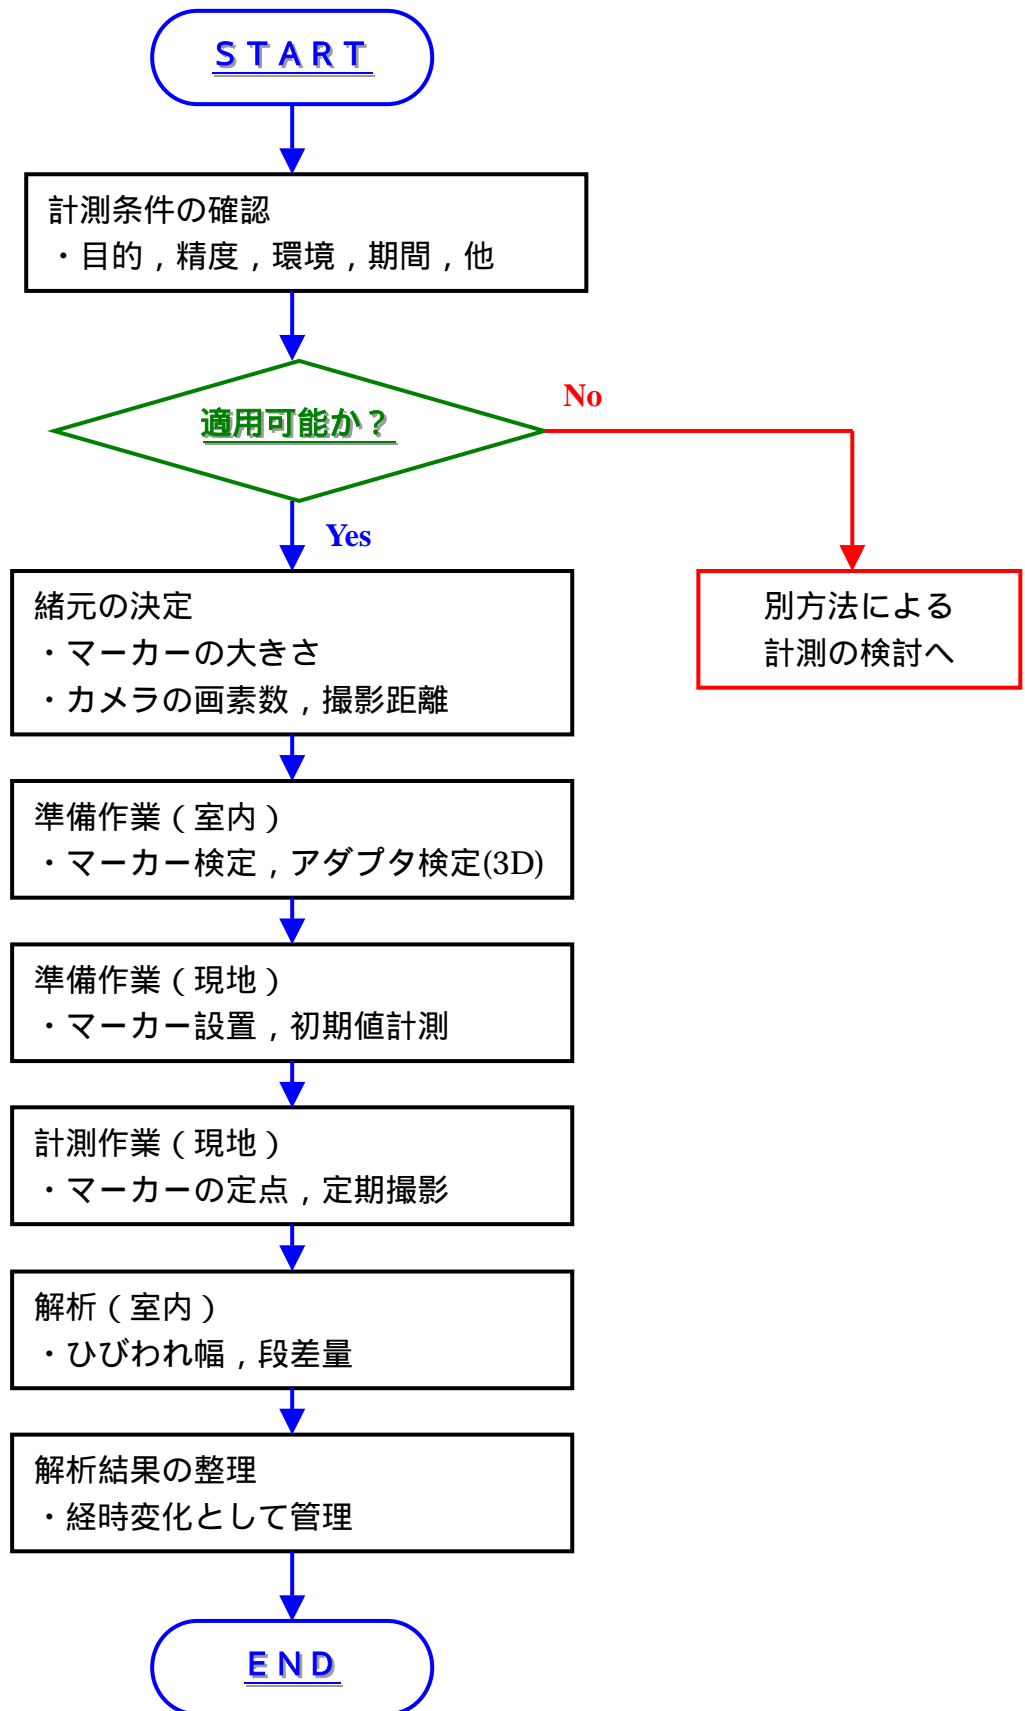 ＳＴＡＲＴ
計測条件の確認
・目的，精度，環境，期間，他
適用可能か？
No
Yes
緒元の決定
・マーカーの大きさ
・カメラの画素数，撮影距離
別方法による
計測の検討へ
準備作業（室内）
・マーカー検定，アダプタ検定(3D)
準備作業（現地）
・マーカー設置，初期値計測
計測作業（現地）
・マーカーの定点，定期撮影
解析（室内）
・ひびわれ幅，段差量
解析結果の整理
・経時変化として管理
ＥＮＤ